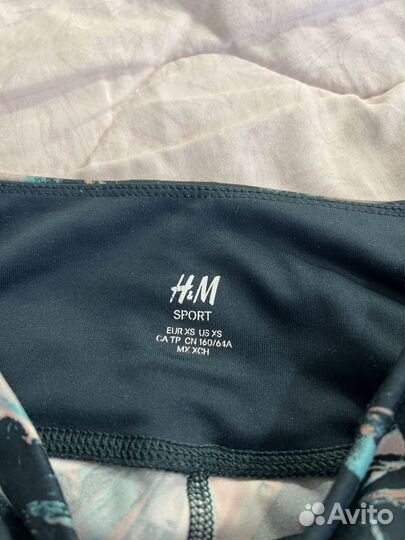 H&M
SPORT
EUR XS US XS
CA TP CN 160/64A
MX XCH
Avito